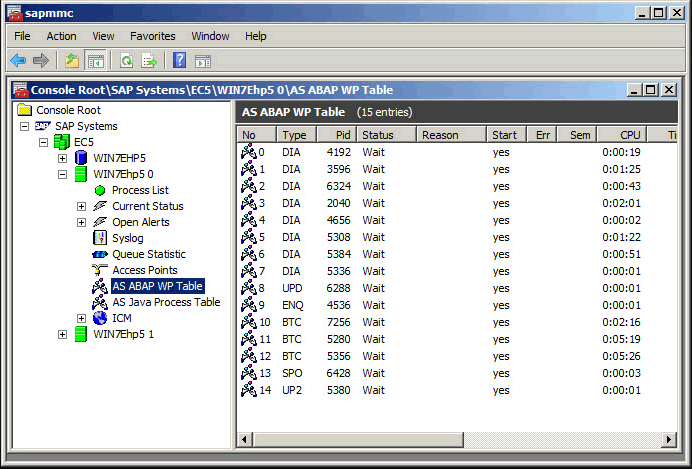 sapmmc
File Action View Favorites Window Help
Console Root\SAP Systems\EC5\WIN7Ehp5 0\AS ABAP WP Table
Console Root
SAP SAP Systems
EC5
WIN7EHP5
WIN7Ehp5 0
Process List
Current Status
Open Alerts
Syslog
Queue Statistic
Access Points
AS ABAP WP Table
AS Java Process Table
ICM
WIN7Ehp5 1
AS ABAP WP Table (15 entries)
No Type Pid Status Reason Start Err Sem CPU Ti
0 DIA 4192 Wait yes 0:00:19
1 DIA 3596 Wait yes 0:01:25
2 DIA 6324 Wait yes 0:00:43
3 DIA 2040 Wait yes 0:02:01
4 DIA 4656 Wait yes 0:00:02
5 DIA 5308 Wait yes 0:01:22
6 DIA 5384 Wait yes 0:00:51
7 DIA 5336 Wait yes 0:00:01
8 UPD 6288 Wait yes 0:00:01
9 ENQ 4536 Wait yes 0:00:01
10 BTC 7256 Wait yes 0:02:16
11 BTC 5280 Wait yes 0:05:19
12 BTC 5356 Wait yes 0:05:26
13 SPO 6428 Wait yes 0:00:03
14 UP2 5380 Wait yes 0:00:01